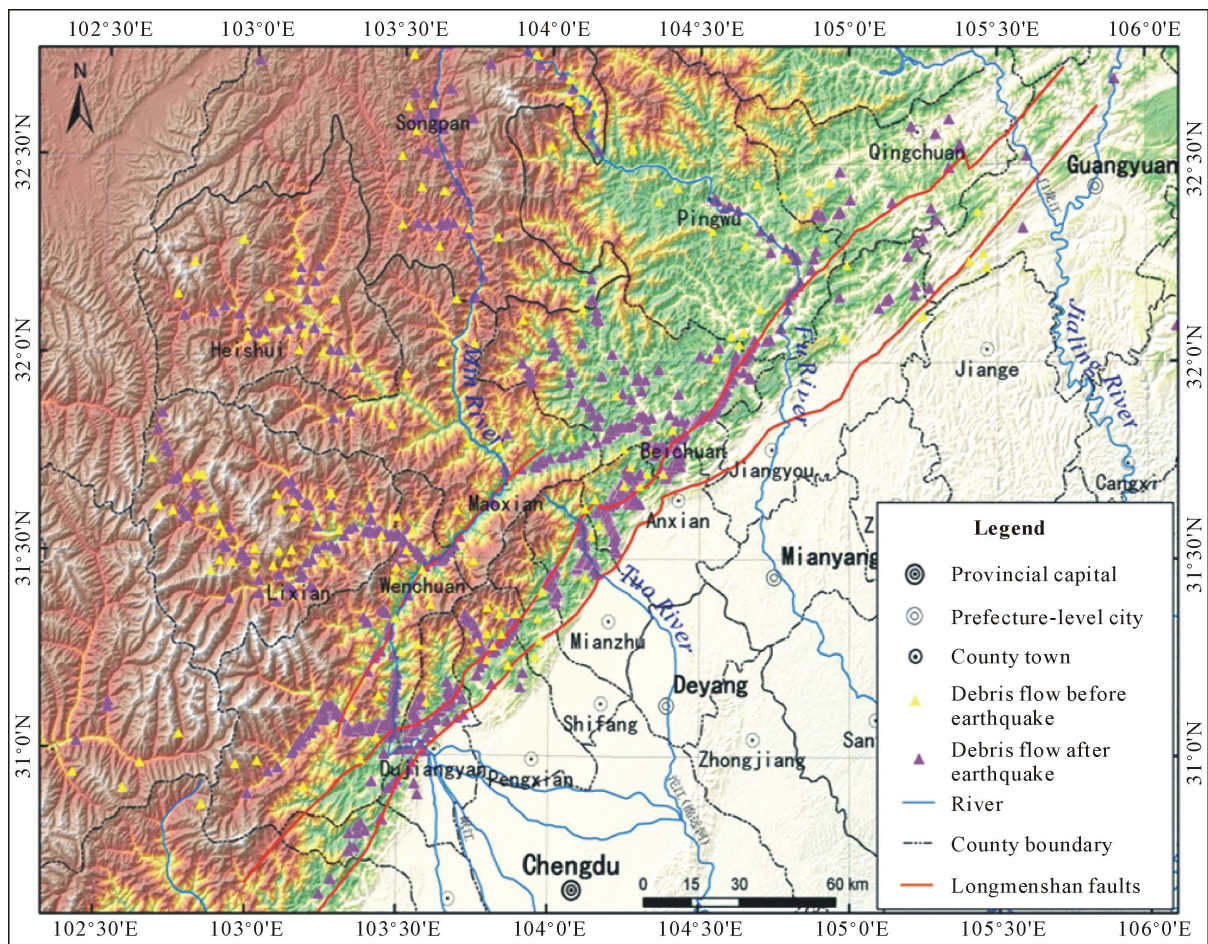 102°30'E 103°0'E 103°30'E 104°0'E 104°30'E 105°0'E 105°30'E 106°0'E
N
32°30'N
32°0'N
31°30'N
31°0'N
Songpan
Qingchuan
Guangyuan
Pingwu
Heishui
Min River
Fu River
Jialing River
Jiange
Beichuan
Jiangyou
Cangxi
Maoxian
Anxian
Mianyang
Wenchuan
Lixian
Tuo River
Mianzhu
Deyang
Shifang
Zhongjiang
San
Dujiangyan
Pengxian
Chengdu
0 15 30 60 km
Legend
Provincial capital
Prefecture-level city
County town
Debris flow before
earthquake
Debris flow after
earthquake
River
County boundary
Longmenshan faults
32°30'N
32°0'N
31°30'N
31°0'N
102°30'E 103°0'E 103°30'E 104°0'E 104°30'E 105°0'E 105°30'E 106°0'E